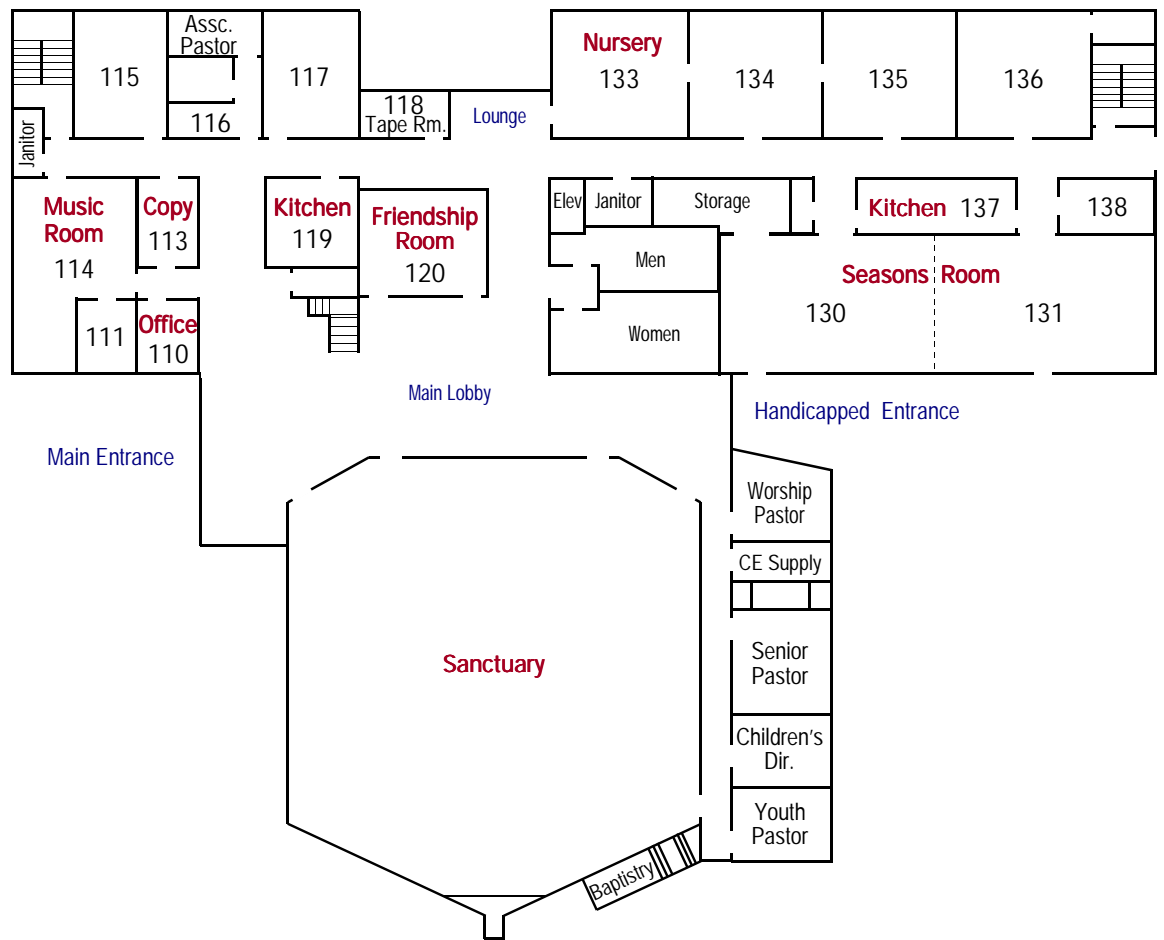 Assc.
Pastor
115
116
117
118
Tape Rm.
Lounge
Nursery
133
134
135
136
Janitor
Music
Room
114
Copy
113
Kitchen
119
Friendship
Room
120
Elev
Janitor
Storage
Kitchen 137
138
Men
Women
Seasons Room
130
131
111
Office
110
Main Lobby
Handicapped Entrance
Main Entrance
Worship
Pastor
CE Supply
Sanctuary
Senior
Pastor
Children's
Dir.
Youth
Pastor
Baptistry